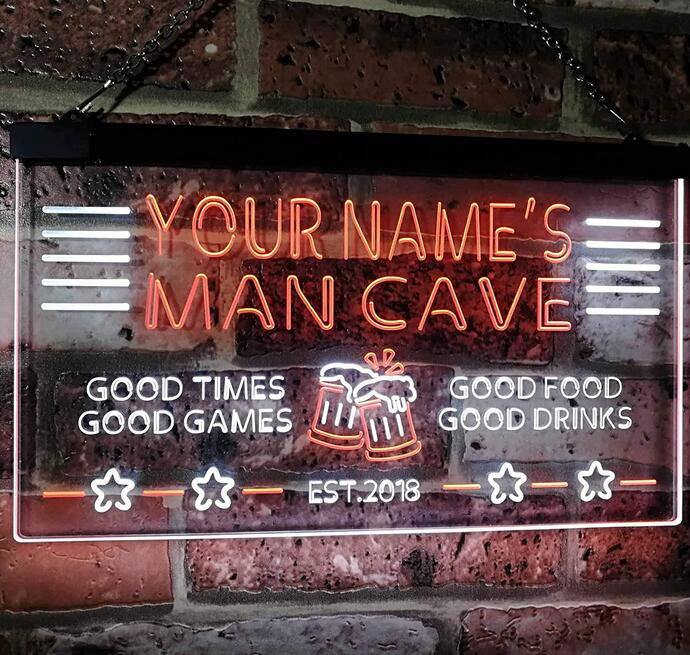 YOUR NAME'S
MAN CAVE
GOOD TIMES
GOOD GAMES
GOOD FOOD
GOOD DRINKS
EST.2018